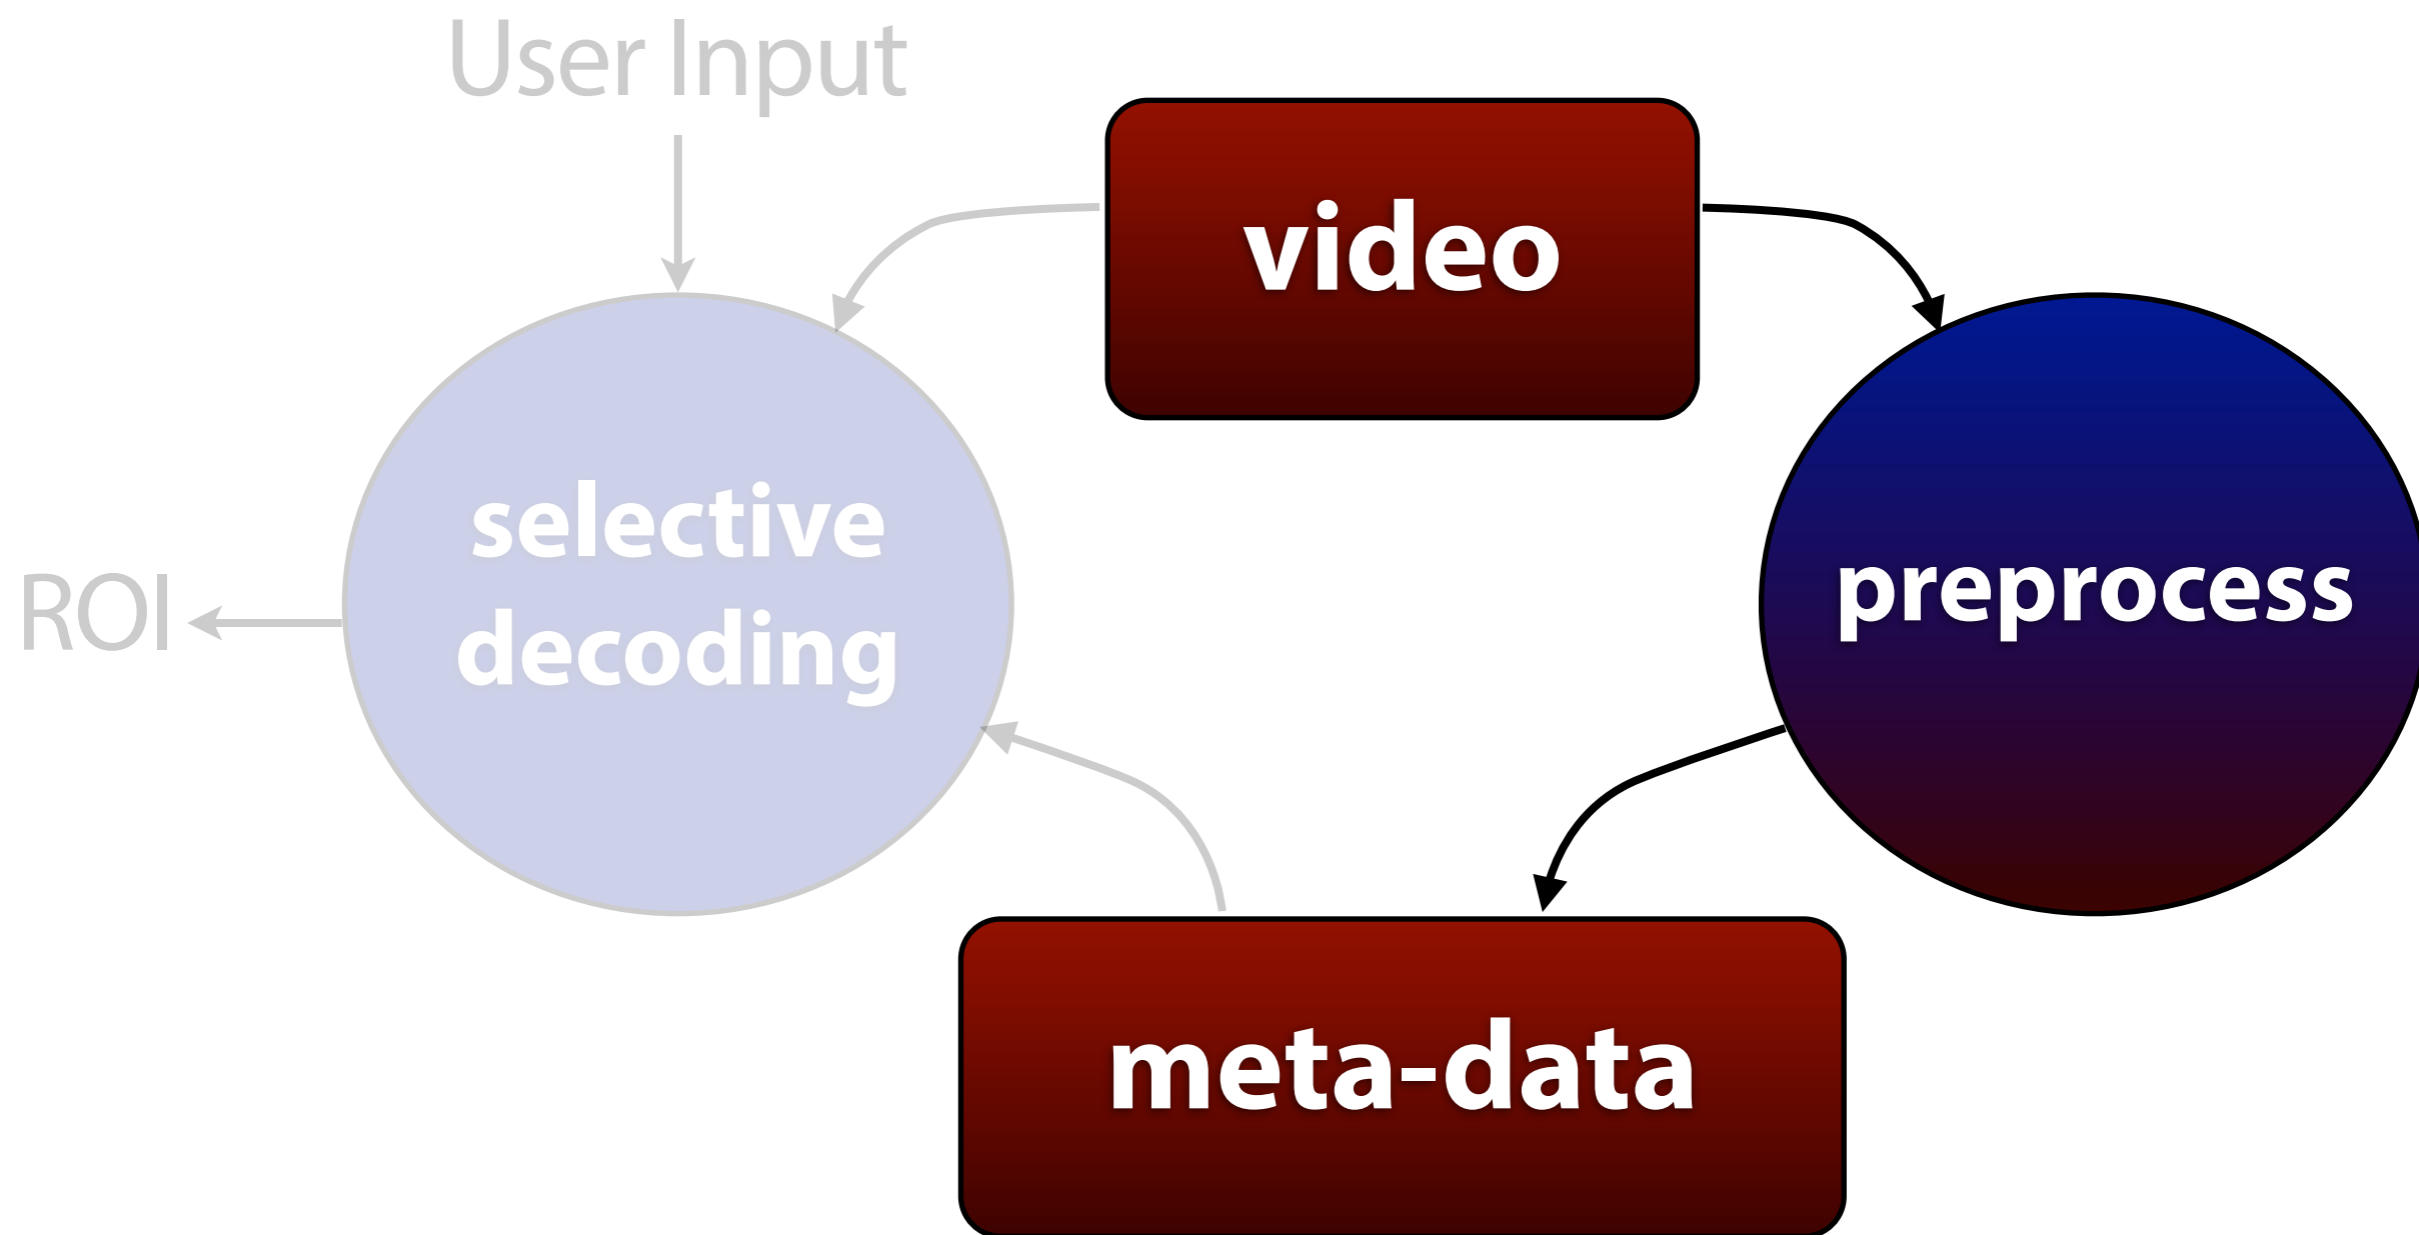 User Input
video
selective
decoding
preprocess
ROI
meta-data